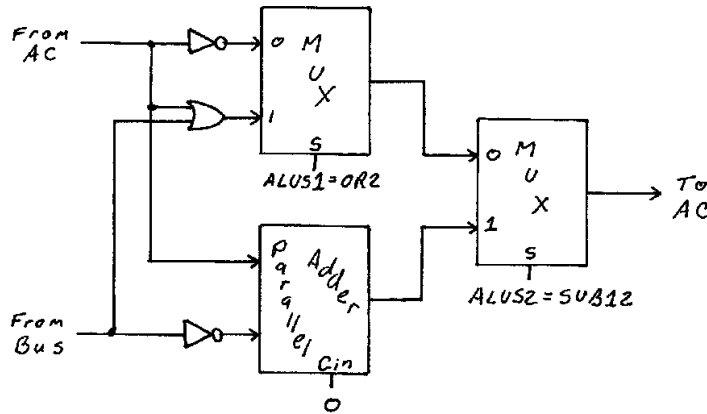 From
AC
0
M
U
X
1
S
ALUS1=OR2
0
M
U
X
1
S
ALUS2=SUB12
To
AC
Parallel
Adder
Cin
0
From
Bus